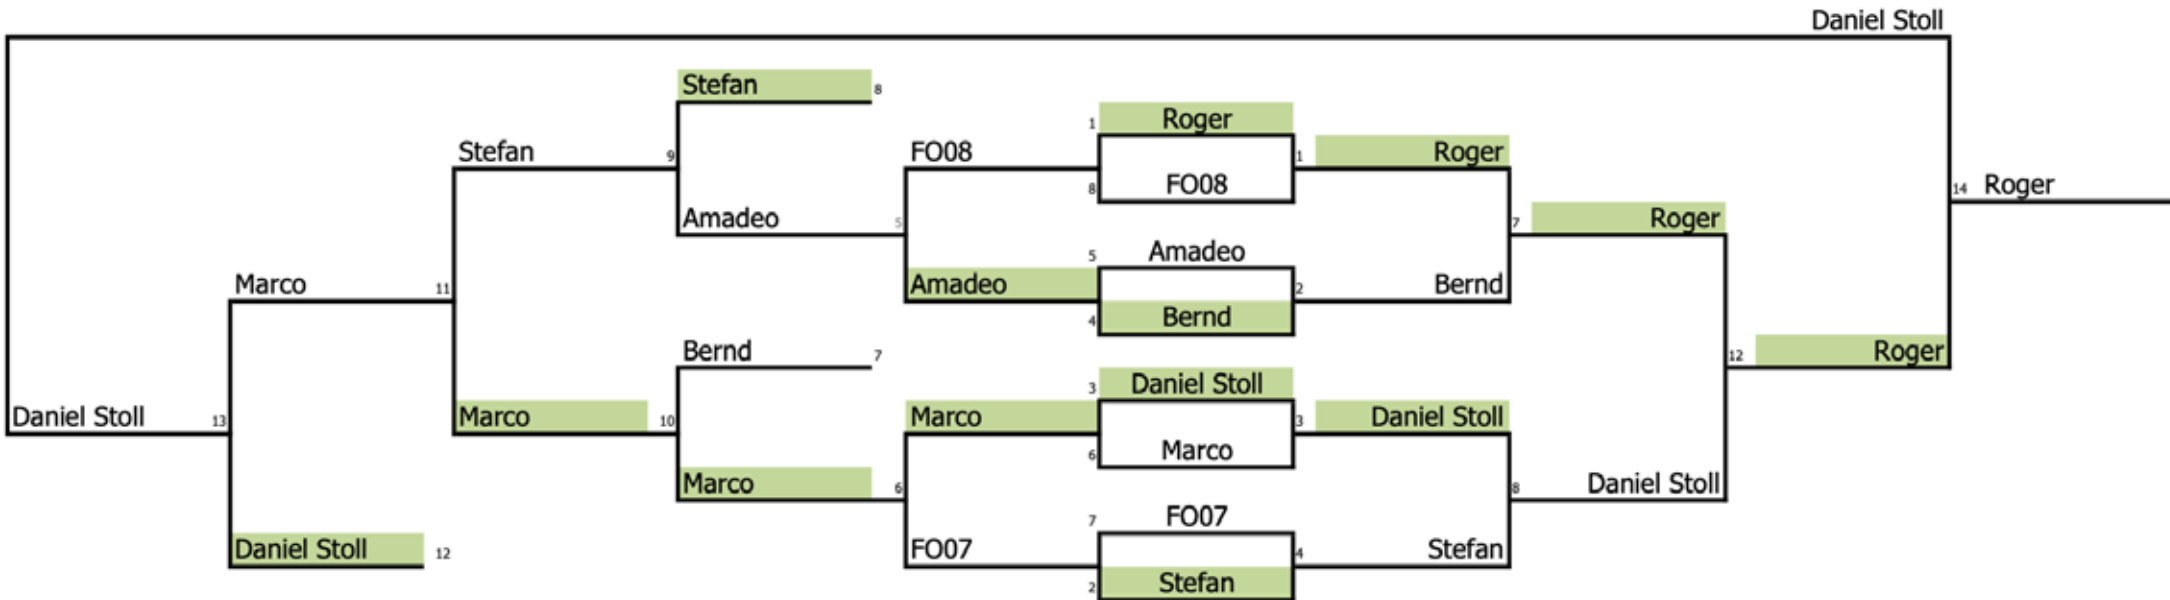 Daniel Stoll
Stefan 8
1 Roger
Stefan 9 FO08 1 Roger
8 FO08 14 Roger
Amadeo 5 7 Roger
5 Amadeo
Marco 11 Amadeo 2 Bernd
4 Bernd
Bernd 7 12 Roger
3 Daniel Stoll
Daniel Stoll 13 Marco 10 Marco 3 Daniel Stoll
6 Marco
Marco 6 8 Daniel Stoll
7 FO07
Daniel Stoll 12 FO07 4 Stefan
2 Stefan